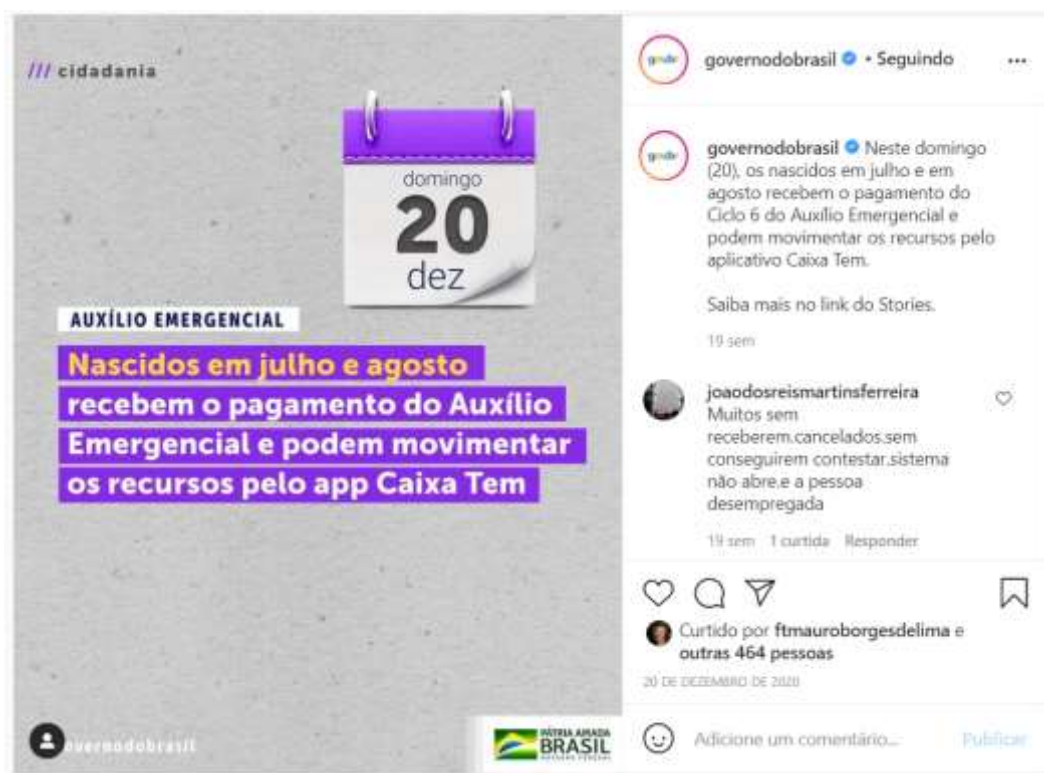 /// cidadania
domingo
20
dez
AUXÍLIO EMERGENCIAL
Nascidos em julho e agosto
recebem o pagamento do Auxílio
Emergencial e podem movimentar
os recursos pelo app Caixa Tem
governodobrasil
PÁTRIA AMADA
BRASIL
GOVERNO FEDERAL
govbr
governodobrasil • Seguindo
govbr
governodobrasil Neste domingo
(20), os nascidos em julho e em
agosto recebem o pagamento do
Ciclo 6 do Auxílio Emergencial e
podem movimentar os recursos pelo
aplicativo Caixa Tem.
Saiba mais no link do Stories.
19 sem
joaodosreismartinsferreira
Muitos sem
receberem.cancelados.sem
conseguirem contestar.sistema
não abre.e a pessoa
desempregada
19 sem 1 curtida Responder
Curtido por ftmauroborgesdelima e
outras 464 pessoas
20 DE DEZEMBRO DE 2020
Adicione um comentário... Publicar